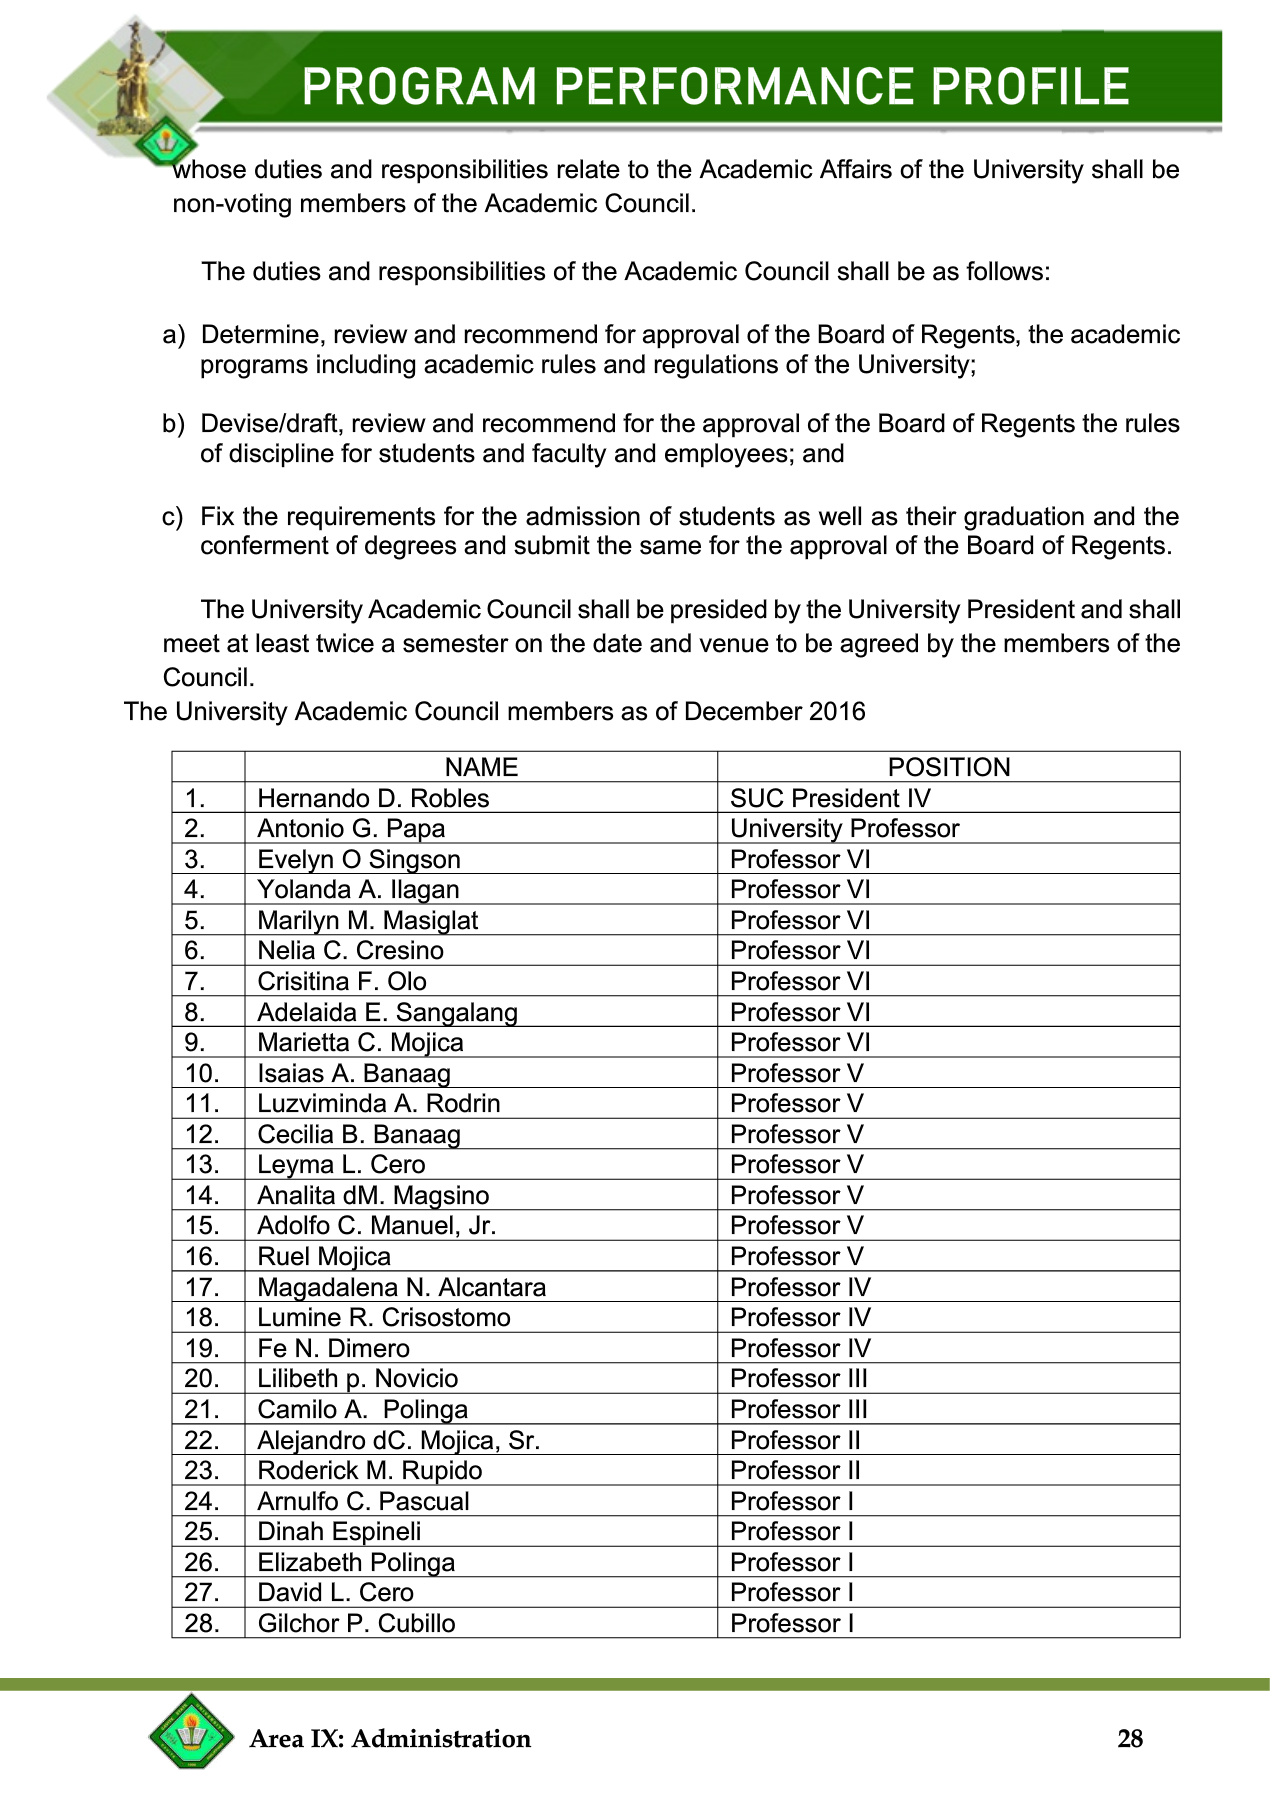 PROGRAM PERFORMANCE PROFILE
whose duties and responsibilities relate to the Academic Affairs of the University shall be
non-voting members of the Academic Council.
The duties and responsibilities of the Academic Council shall be as follows:
a) Determine, review and recommend for approval of the Board of Regents, the academic
programs including academic rules and regulations of the University;
b) Devise/draft, review and recommend for the approval of the Board of Regents the rules
of discipline for students and faculty and employees; and
c) Fix the requirements for the admission of students as well as their graduation and the
conferment of degrees and submit the same for the approval of the Board of Regents.
The University Academic Council shall be presided by the University President and shall
meet at least twice a semester on the date and venue to be agreed by the members of the
Council.
The University Academic Council members as of December 2016
NAME POSITION
1. Hernando D. Robles SUC President IV
2. Antonio G. Papa University Professor
3. Evelyn O Singson Professor VI
4. Yolanda A. Ilagan Professor VI
5. Marilyn M. Masiglat Professor VI
6. Nelia C. Cresino Professor VI
7. Crisitina F. Olo Professor VI
8. Adelaida E. Sangalang Professor VI
9. Marietta C. Mojica Professor VI
10. Isaias A. Banaag Professor V
11. Luzviminda A. Rodrin Professor V
12. Cecilia B. Banaag Professor V
13. Leyma L. Cero Professor V
14. Analita dM. Magsino Professor V
15. Adolfo C. Manuel, Jr. Professor V
16. Ruel Mojica Professor V
17. Magadalena N. Alcantara Professor IV
18. Lumine R. Crisostomo Professor IV
19. Fe N. Dimero Professor IV
20. Lilibeth p. Novicio Professor III
21. Camilo A.  Polinga Professor III
22. Alejandro dC. Mojica, Sr. Professor II
23. Roderick M. Rupido Professor II
24. Arnulfo C. Pascual Professor I
25. Dinah Espineli Professor I
26. Elizabeth Polinga Professor I
27. David L. Cero Professor I
28. Gilchor P. Cubillo Professor I
Area IX: Administration 28